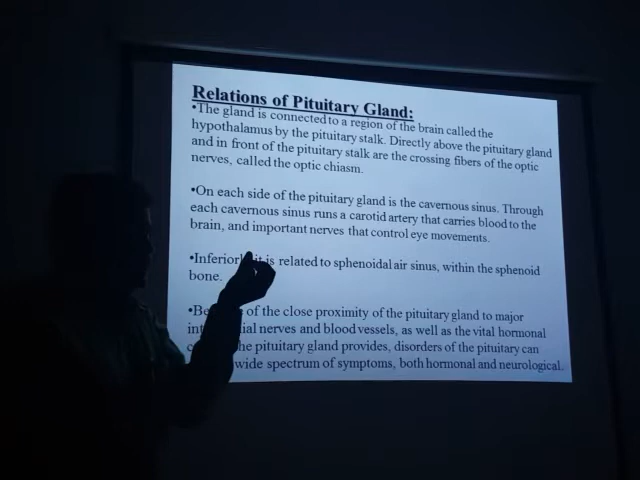 Relations of Pituitary Gland:
•The gland is connected to a region of the brain called the
hypothalamus by the pituitary stalk. Directly above the pituitary gland
and in front of the pituitary stalk are the crossing fibers of the optic
nerves, called the optic chiasm.
•On each side of the pituitary gland is the cavernous sinus. Through
each cavernous sinus runs a carotid artery that carries blood to the
brain, and important nerves that control eye movements.
•Inferiorly it is related to sphenoidal air sinus, within the sphenoid
bone.
of the close proximity of the pituitary gland to major
nerves and blood vessels, as well as the vital hormonal
the pituitary gland provides, disorders of the pituitary can
wide spectrum of symptoms, both hormonal and neurological.